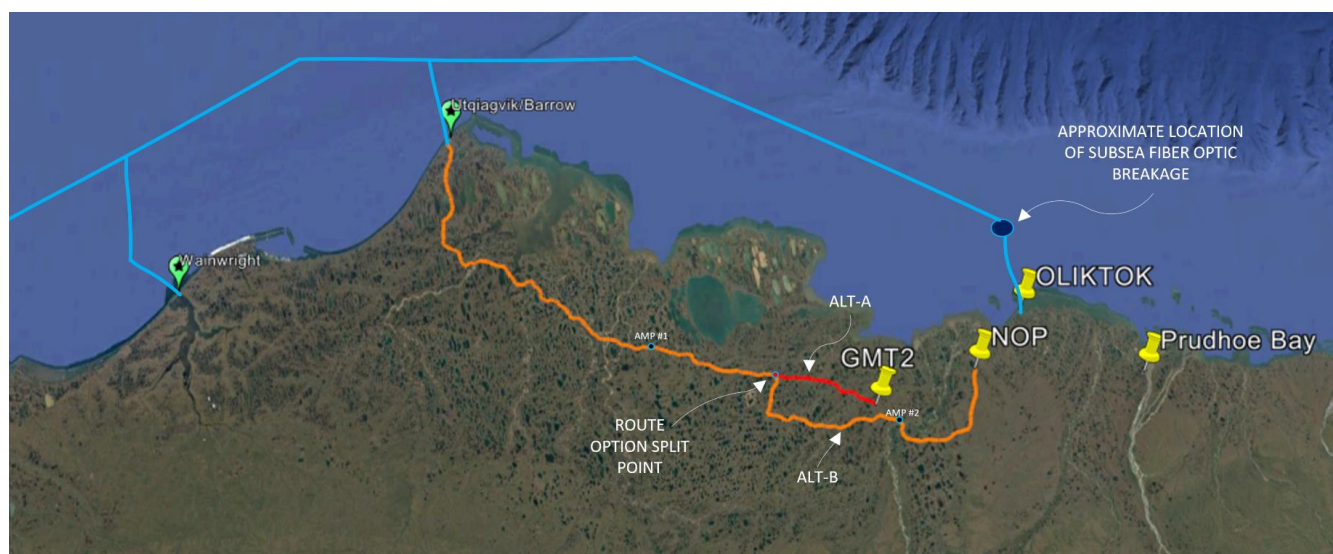 Utqiagvik/Barrow
APPROXIMATE LOCATION
OF SUBSEA FIBER OPTIC
BREAKAGE
Wainwright
OLIKTOK
ALT-A
AMP #1
NOP
Prudhoe Bay
GMT2
ROUTE
OPTION SPLIT
POINT
AMP #2
ALT-B